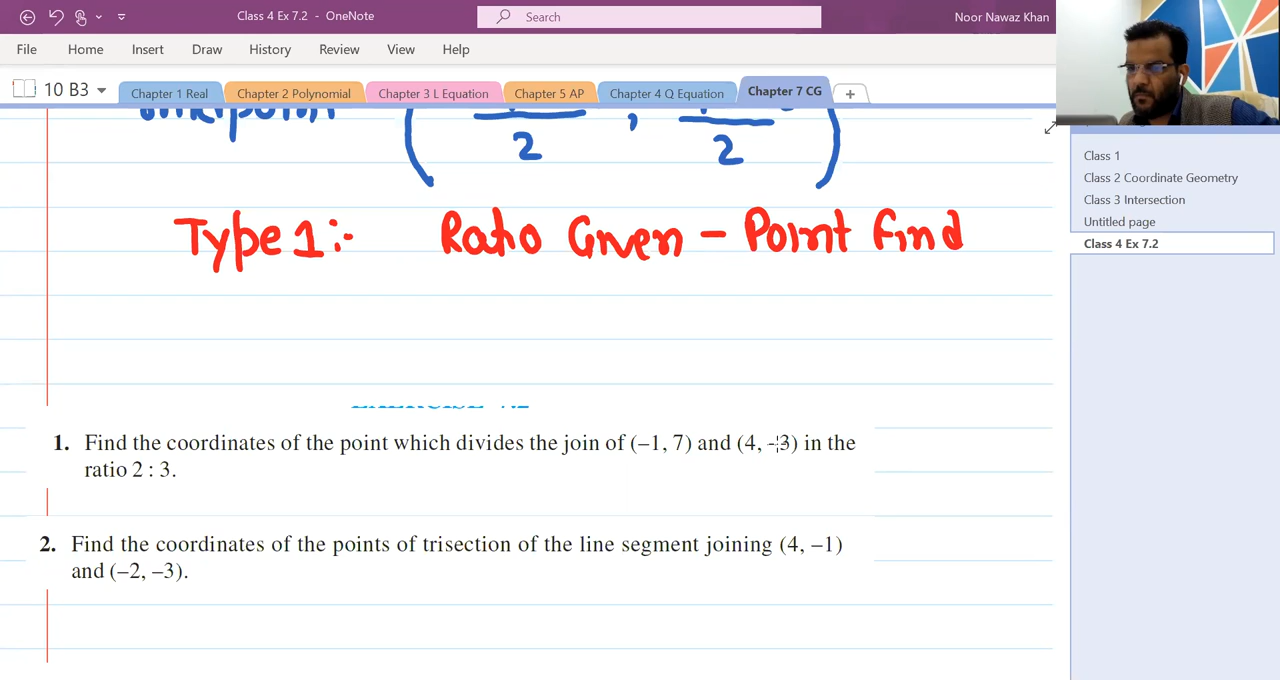 Class 4 Ex 7.2 - OneNote
Search
Noor Nawaz Khan
File Home Insert Draw History Review View Help
10 B3
Chapter 1 Real
Chapter 2 Polynomial
Chapter 3 L Equation
Chapter 5 AP
Chapter 4 Q Equation
Chapter 7 CG
2 , 2
Type 1:- Ratio Given - Point Find
EXERCISE 7.2
1. Find the coordinates of the point which divides the join of (–1, 7) and (4, –3) in the
ratio 2 : 3.
2. Find the coordinates of the points of trisection of the line segment joining (4, –1)
and (–2, –3).
Class 1
Class 2 Coordinate Geometry
Class 3 Intersection
Untitled page
Class 4 Ex 7.2